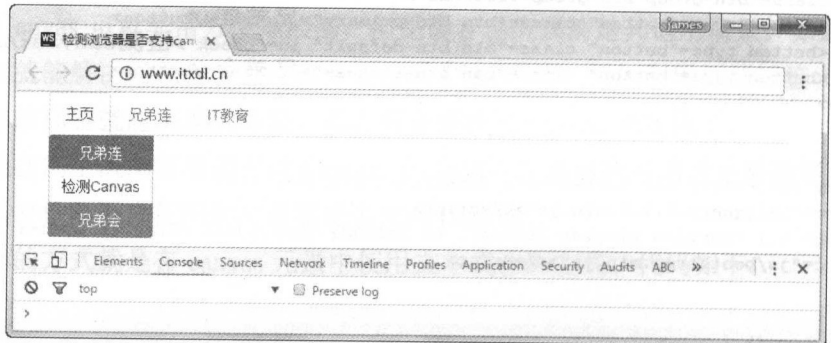 james
WS 检测浏览器是否支持can ×
www.itxdl.cn
主页 兄弟连 IT教育
兄弟连
检测Canvas
兄弟会
Elements Console Sources Network Timeline Profiles Application Security Audits ABC »
top Preserve log